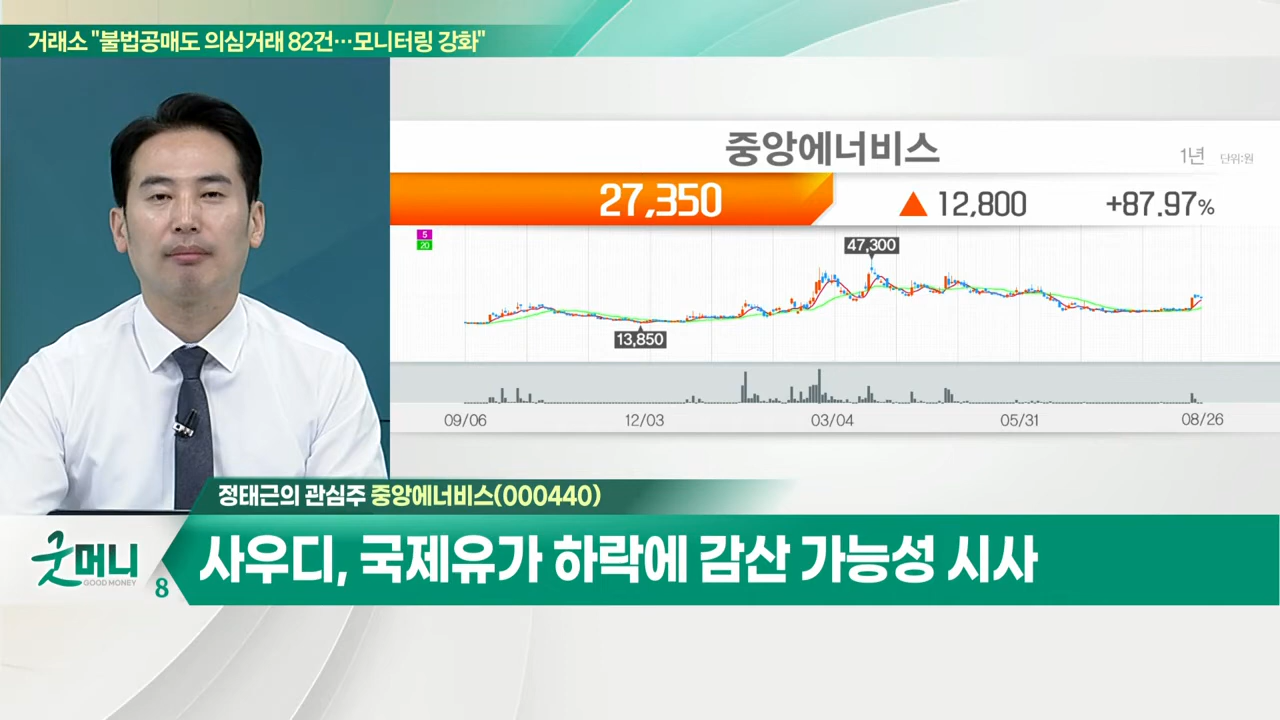 거래소 "불법공매도 의심거래 82건…모니터링 강화"
중앙에너비스
1년 단위:원
27,350 ▲ 12,800 +87.97%
5
20
47,300
13,850
09/06 12/03 03/04 05/31 08/26
정태근의 관심주 중앙에너비스(000440)
굿머니
GOOD MONEY
8
사우디, 국제유가 하락에 감산 가능성 시사